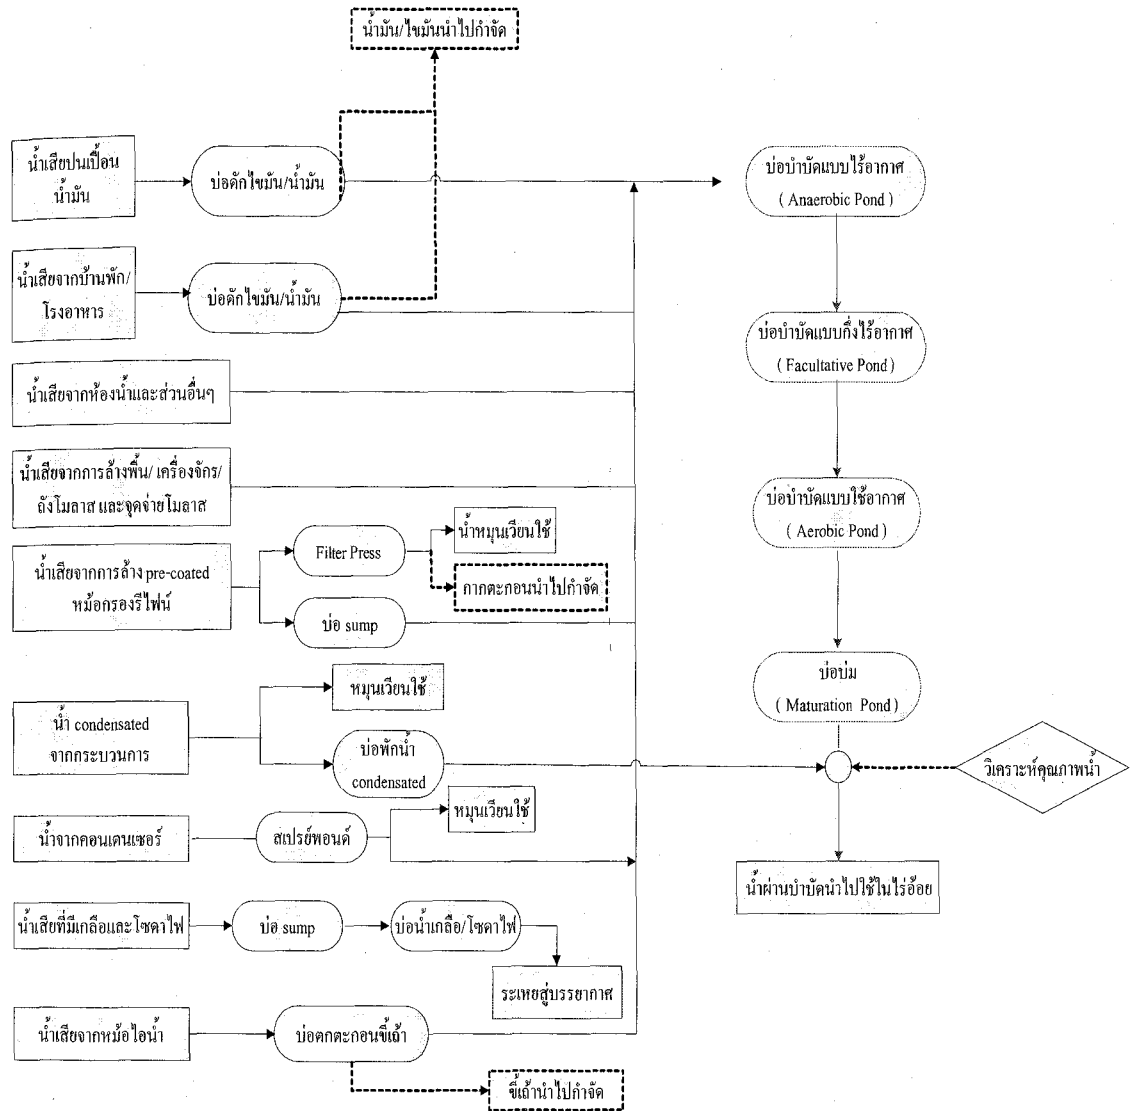 น้ำมัน/ไขมันนำไปกำจัด
น้ำเสียปนเปื้อน
น้ำมัน
บ่อดักไขมัน/น้ำมัน
บ่อบำบัดแบบไร้อากาศ
( Anaerobic Pond )
น้ำเสียจากบ้านพัก/
โรงอาหาร
บ่อดักไขมัน/น้ำมัน
บ่อบำบัดแบบกึ่งไร้อากาศ
( Facultative Pond )
น้ำเสียจากห้องน้ำและส่วนอื่นๆ
น้ำเสียจากการล้างพื้น/ เครื่องจักร/
ถังโมลาส และจุดจ่ายโมลาส
บ่อบำบัดแบบใช้อากาศ
( Aerobic Pond )
น้ำเสียจากการล้าง pre-coated
หม้อกรองรีไฟน์
Filter Press
น้ำหมุนเวียนใช้
กากตะกอนนำไปกำจัด
บ่อ sump
บ่อบ่ม
( Maturation Pond )
น้ำ condensated
จากกระบวนการ
หมุนเวียนใช้
บ่อพักน้ำ
condensated
วิเคราะห์คุณภาพน้ำ
น้ำจากคอนเดนเซอร์
สเปรย์พอนด์
หมุนเวียนใช้
น้ำผ่านบำบัดนำไปใช้ในไร่อ้อย
น้ำเสียที่มีเกลือและโซดาไฟ
บ่อ sump
บ่อน้ำเกลือ/โซดาไฟ
ระเหยสู่บรรยากาศ
น้ำเสียจากหม้อไอน้ำ
บ่อตกตะกอนขี้เถ้า
ขี้เถ้านำไปกำจัด